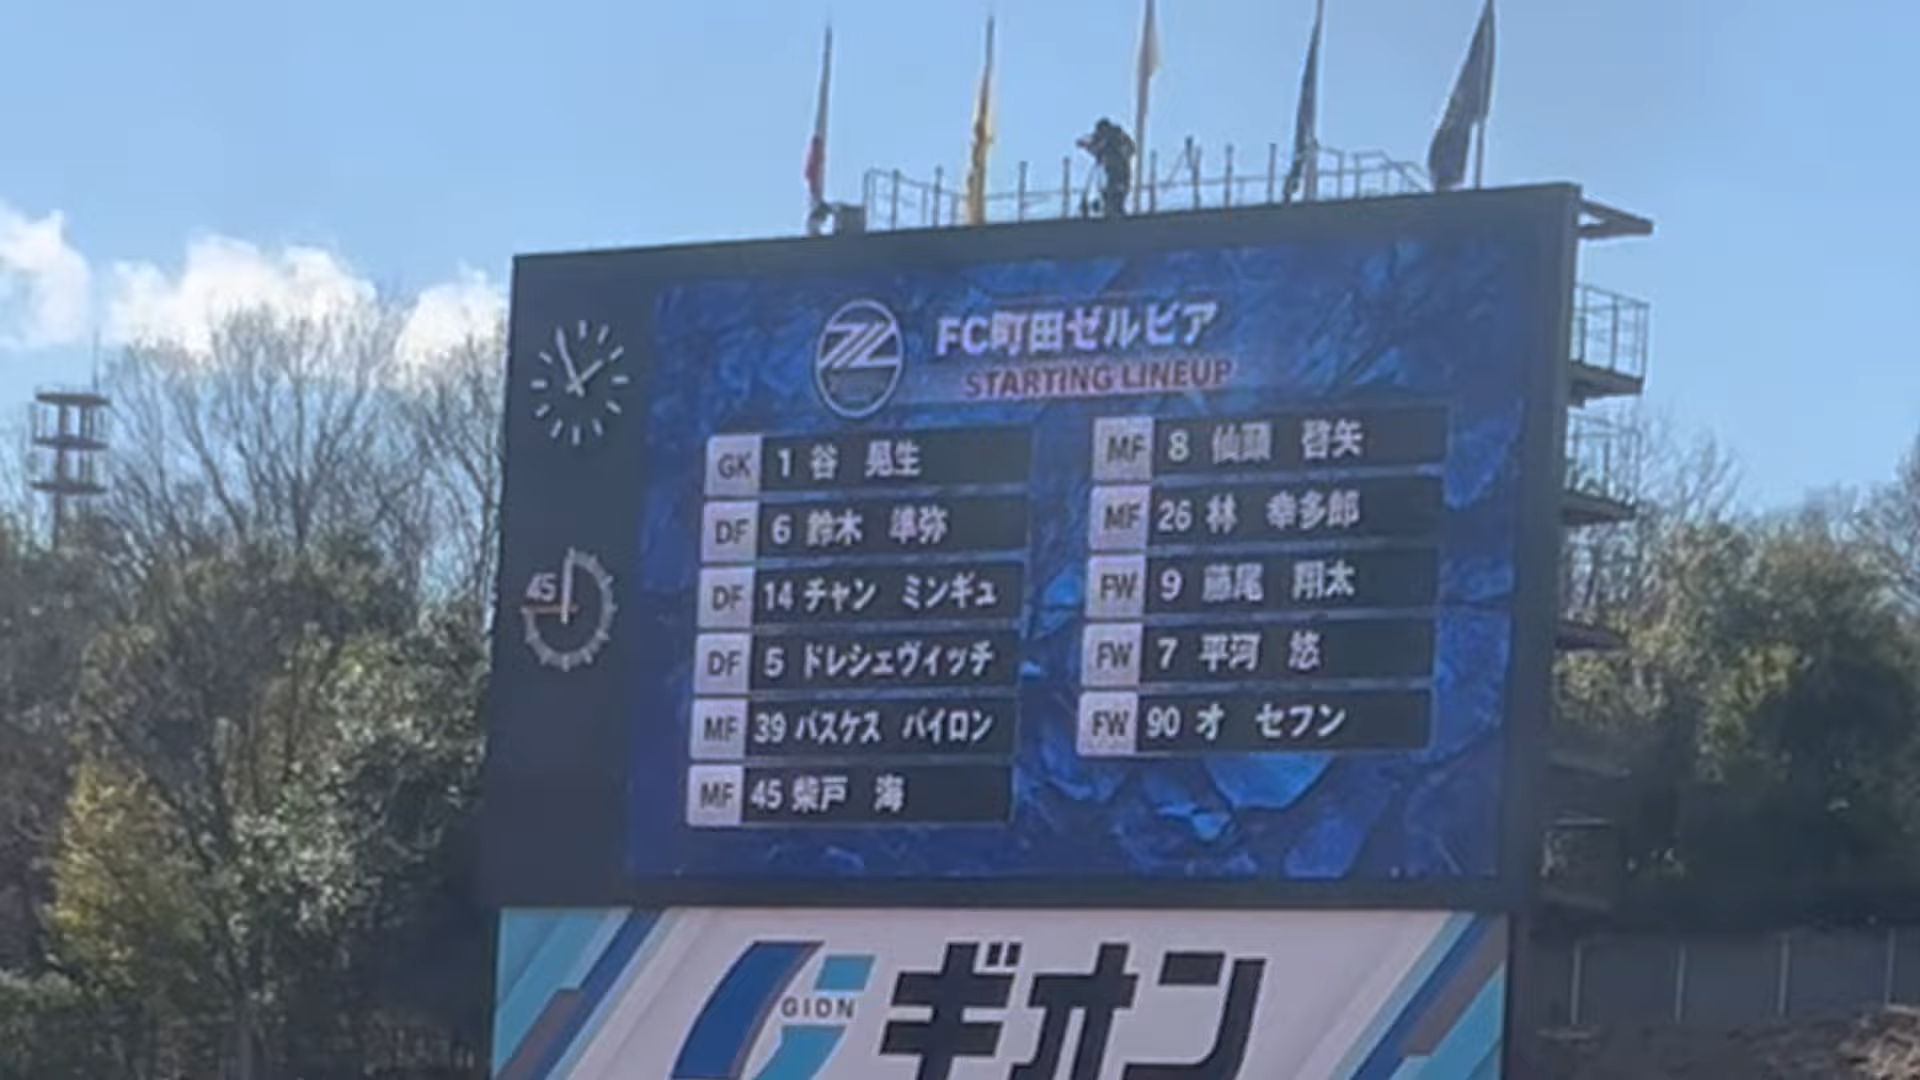 FC町田ゼルビア
STARTING LINEUP
GK 1 谷 晃生
DF 6 鈴木 準弥
DF 14 チャン ミンギュ
DF 5 ドレシェヴィッチ
MF 39 バスケス バイロン
MF 45 柴戸 海
MF 8 仙頭 啓矢
MF 26 林 幸多郎
FW 9 藤尾 翔太
FW 7 平河 悠
FW 90 オ セフン
45
GION
ギオン